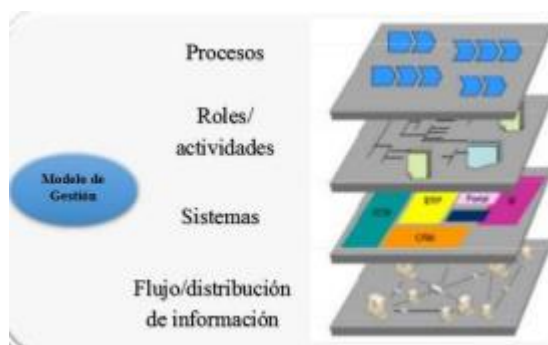 Procesos
Roles/
actividades
Modelo de
Gestión
Sistemas
Flujo/distribución
de información
ERP
CRM